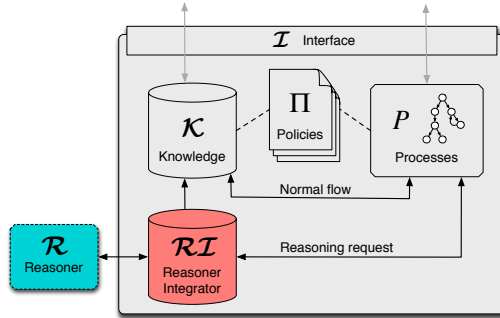 I Interface
K
Knowledge
Π
Policies
P
Processes
Normal flow
R
Reasoner
RI
Reasoner
Integrator
Reasoning request